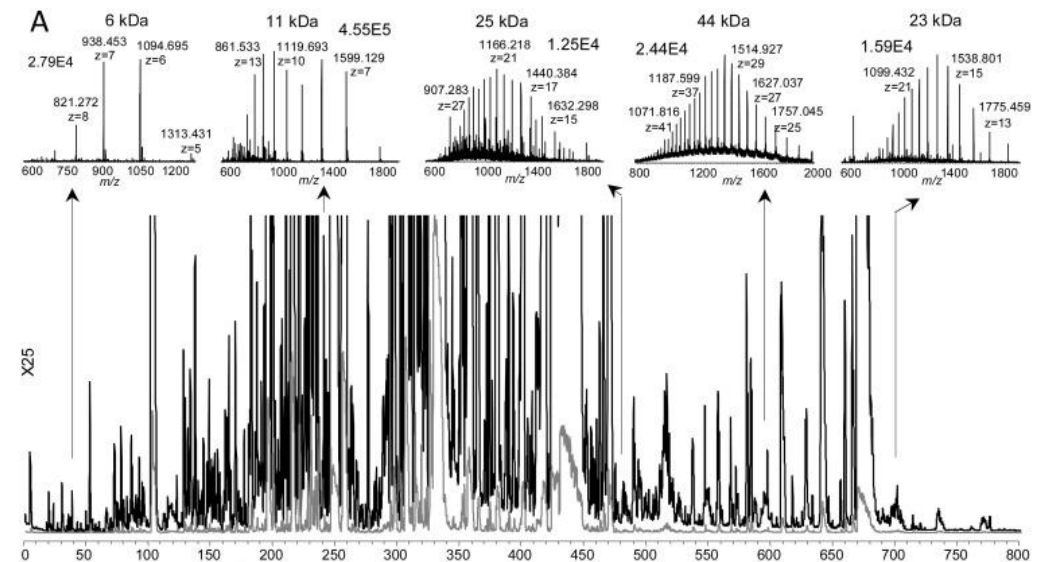 A
6 kDa
2.79E4
821.272
z=8
938.453
z=7
1094.695
z=6
1313.431
z=5
600 750 900 1050 1200
m/z
11 kDa
4.55E5
861.533
z=13
1119.693
z=10
1599.129
z=7
600 1000 1400 1800
m/z
25 kDa
1.25E4
907.283
z=27
1166.218
z=21
1440.384
z=17
1632.298
z=15
600 1000 1400 1800
m/z
44 kDa
2.44E4
1071.816
z=41
1187.599
z=37
1514.927
z=29
1627.037
z=27
1757.045
z=25
800 1200 1600 2000
m/z
23 kDa
1.59E4
1099.432
z=21
1538.801
z=15
1775.459
z=13
600 1000 1400 1800
m/z
X25
0 50 100 150 200 250 300 350 400 450 500 550 600 650 700 750 800